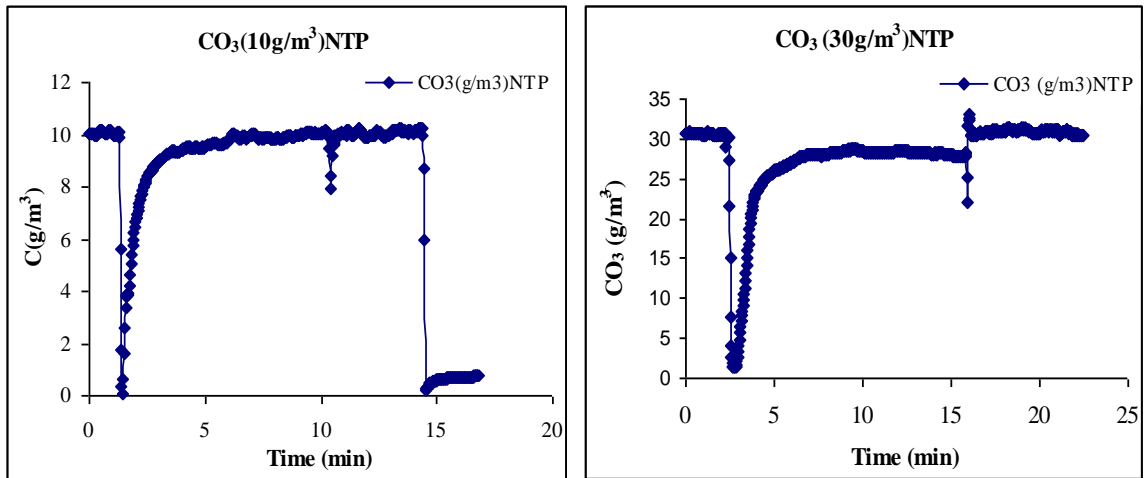 CO₃(10g/m³)NTP
CO3(g/m3)NTP
12
10
8
6
4
2
0
C(g/m³)
0 5 10 15 20
Time (min)
CO₃ (30g/m³)NTP
CO3 (g/m3)NTP
35
30
25
20
15
10
5
0
CO₃ (g/m³)
0 5 10 15 20 25
Time (min)